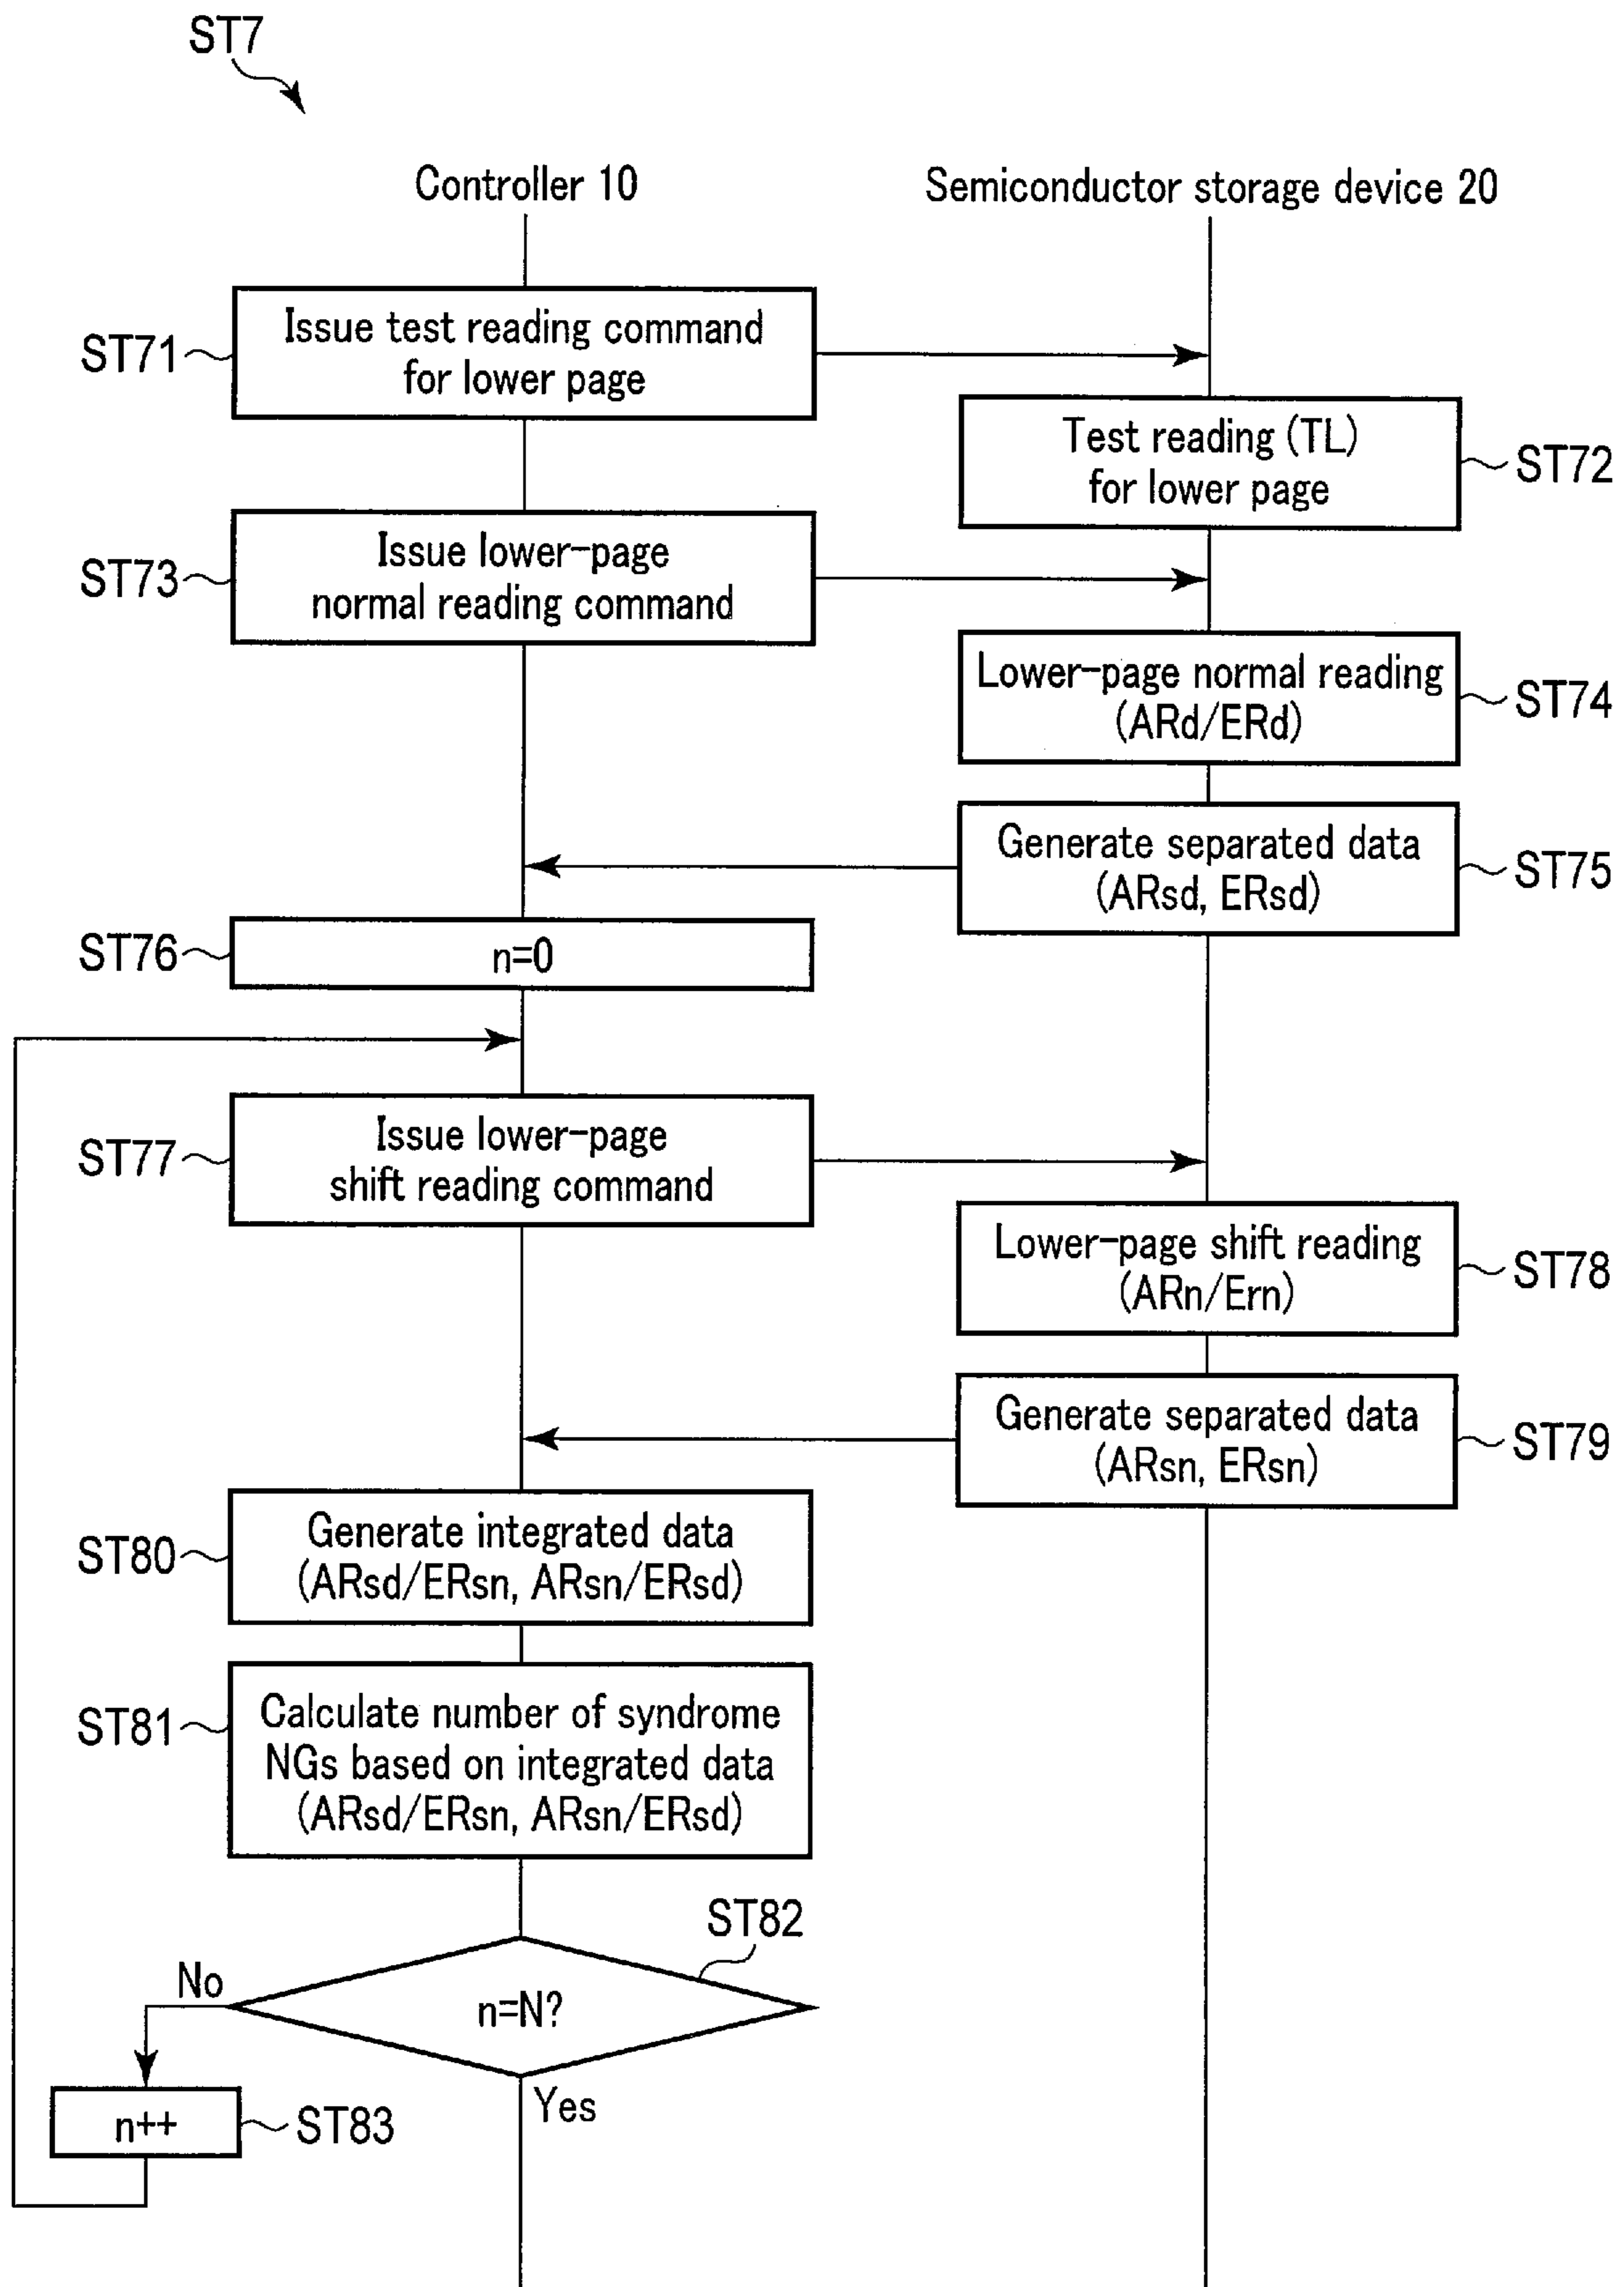 ST7
Controller 10
Semiconductor storage device 20
ST71
Issue test reading command
for lower page
Test reading (TL)
for lower page
ST72
ST73
Issue lower-page
normal reading command
Lower-page normal reading
(ARd/ERd)
ST74
Generate separated data
(ARsd, ERsd)
ST75
ST76
n=0
ST77
Issue lower-page
shift reading command
Lower-page shift reading
(ARn/Ern)
ST78
Generate separated data
(ARsn, ERsn)
ST79
ST80
Generate integrated data
(ARsd/ERsn, ARsn/ERsd)
ST81
Calculate number of syndrome
NGs based on integrated data
(ARsd/ERsn, ARsn/ERsd)
ST82
No
n=N?
Yes
n++
ST83